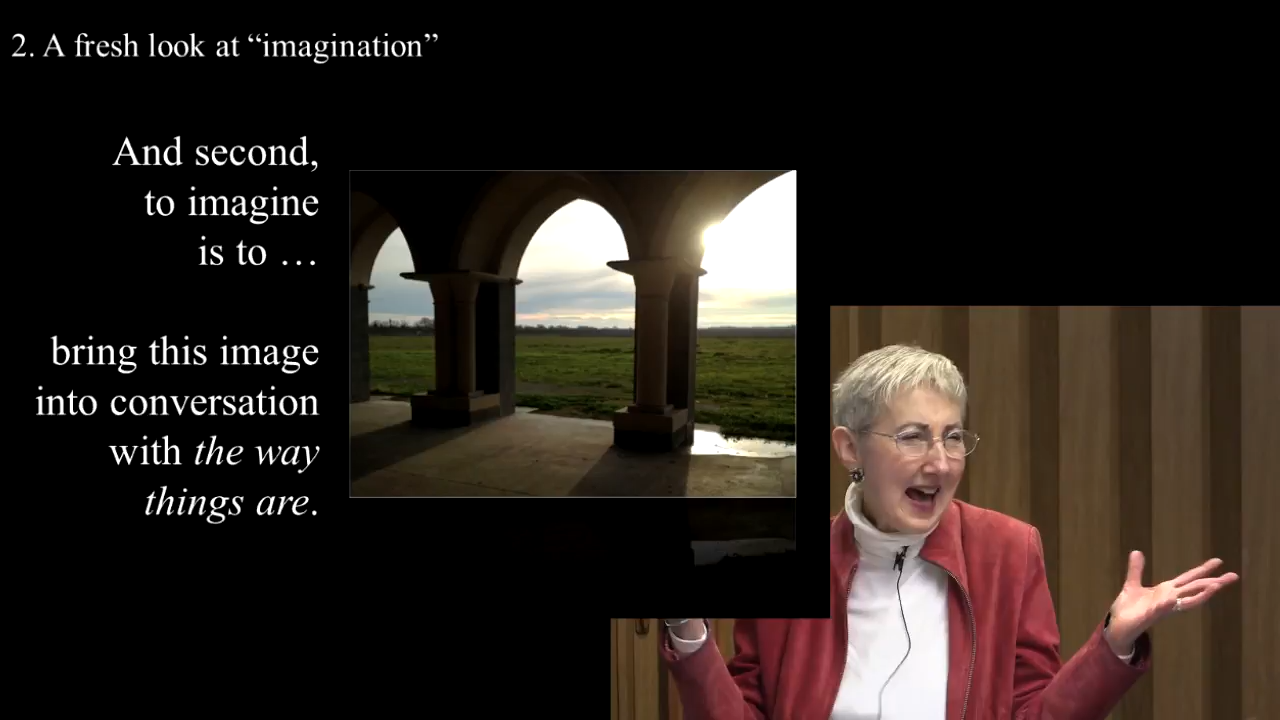 2. A fresh look at “imagination”
And second,
to imagine
is to …
bring this image
into conversation
with the way
things are.